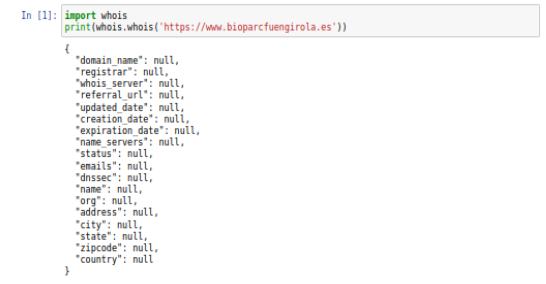 In [1]: import whois
print(whois.whois('https://www.bioparcfuengirola.es'))
{
"domain_name": null,
"registrar": null,
"whois_server": null,
"referral_url": null,
"updated_date": null,
"creation_date": null,
"expiration_date": null,
"name_servers": null,
"status": null,
"emails": null,
"dnssec": null,
"name": null,
"org": null,
"address": null,
"city": null,
"state": null,
"zipcode": null,
"country": null
}